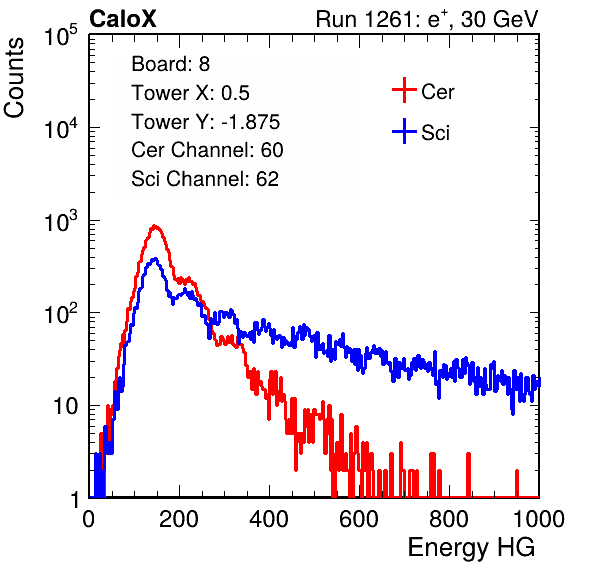 CaloX Run 1261: e⁺, 30 GeV
Counts
Board: 8
Tower X: 0.5
Tower Y: -1.875
Cer Channel: 60
Sci Channel: 62
Cer
Sci
10⁵
10⁴
10³
10²
10
1
0 200 400 600 800 1000
Energy HG